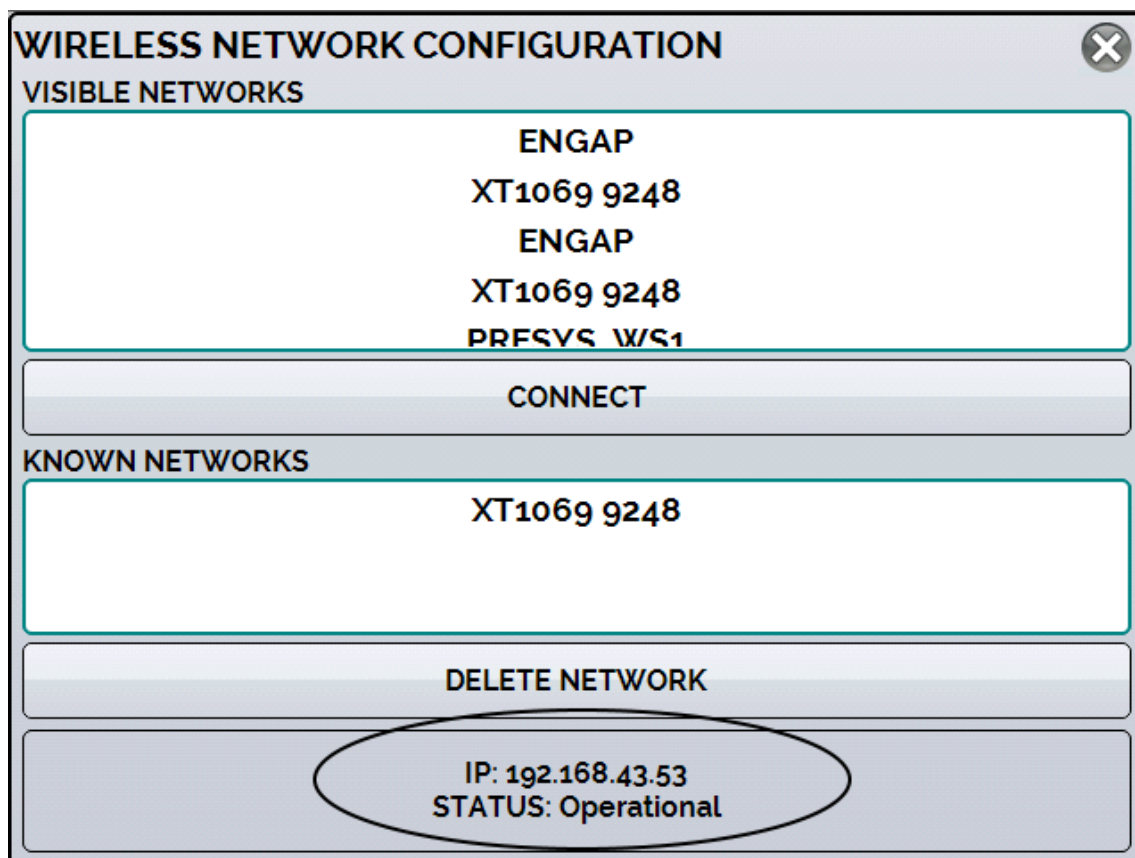 WIRELESS NETWORK CONFIGURATION
VISIBLE NETWORKS
ENGAP
XT1069 9248
ENGAP
XT1069 9248
PRESYS_WS1
CONNECT
KNOWN NETWORKS
XT1069 9248
DELETE NETWORK
IP: 192.168.43.53
STATUS: Operational